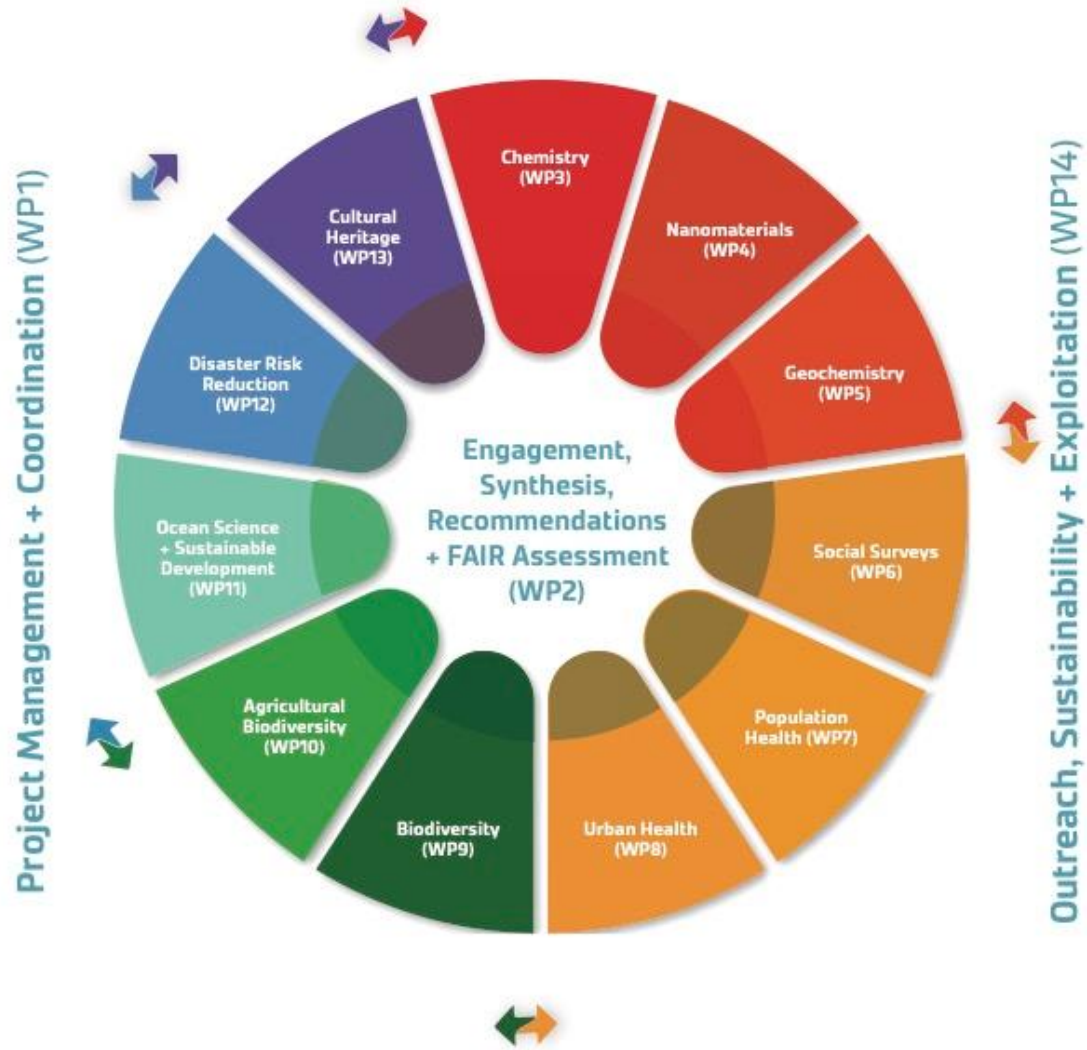 Project Management + Coordination (WP1)
Chemistry
(WP3)
Nanomaterials
(WP4)
Geochemistry
(WP5)
Social Surveys
(WP6)
Population
Health (WP7)
Urban Health
(WP8)
Biodiversity
(WP9)
Agricultural
Biodiversity
(WP10)
Ocean Science
+ Sustainable
Development
(WP11)
Disaster Risk
Reduction
(WP12)
Cultural
Heritage
(WP13)
Engagement,
Synthesis,
Recommendations
+ FAIR Assessment
(WP2)
Outreach, Sustainability + Exploitation (WP14)